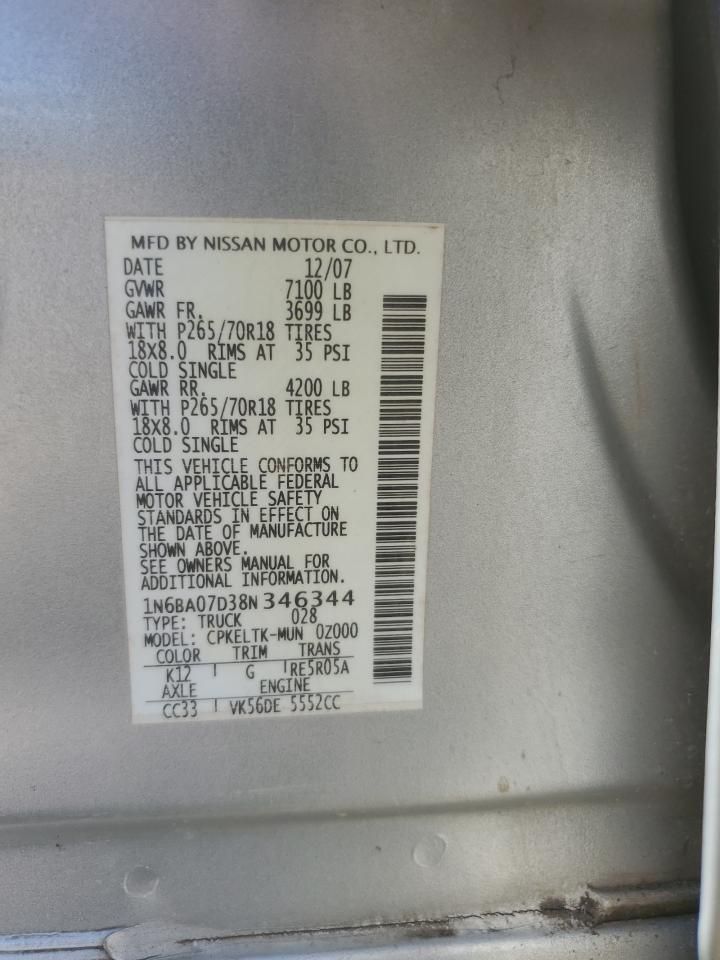 MFD BY NISSAN MOTOR CO., LTD.
DATE 12/07
GVWR 7100 LB
GAWR FR. 3699 LB
WITH P265/70R18 TIRES
18X8.0 RIMS AT 35 PSI
COLD SINGLE
GAWR RR. 4200 LB
WITH P265/70R18 TIRES
18X8.0 RIMS AT 35 PSI
COLD SINGLE
THIS VEHICLE CONFORMS TO
ALL APPLICABLE FEDERAL
MOTOR VEHICLE SAFETY
STANDARDS IN EFFECT ON
THE DATE OF MANUFACTURE
SHOWN ABOVE.
SEE OWNERS MANUAL FOR
ADDITIONAL INFORMATION.
1N6BA07D38N346344
TYPE: TRUCK 028
MODEL: CPKELTK-MUN 0Z000
COLOR TRIM TRANS
K12 G RE5R05A
AXLE ENGINE
CC33 VK56DE 5552CC